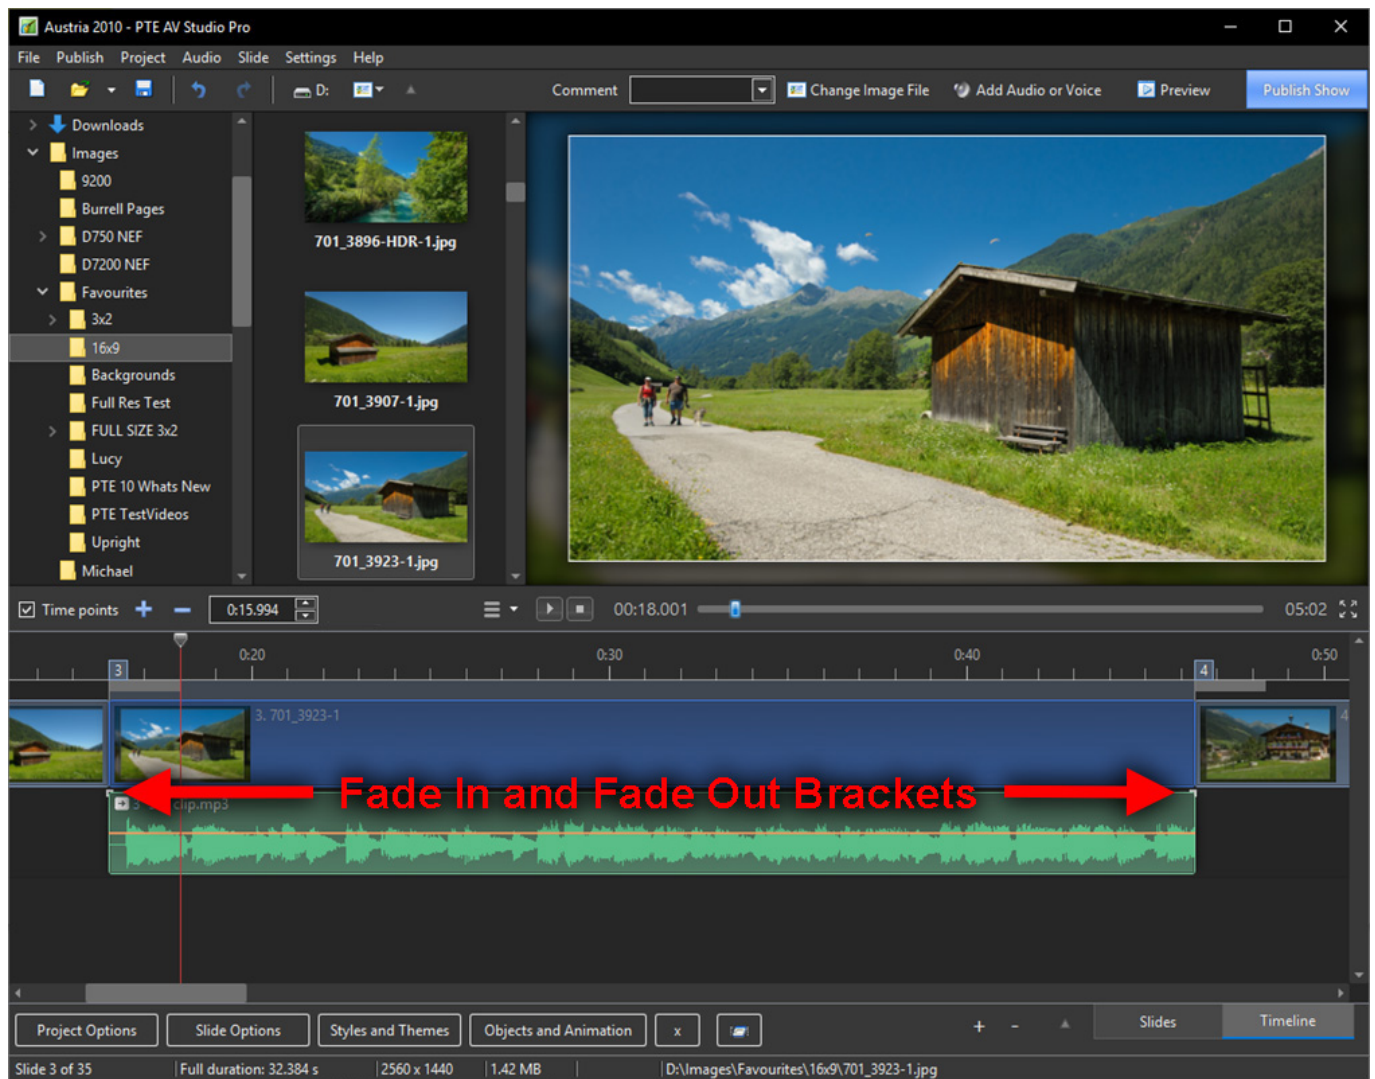 Austria 2010 - PTE AV Studio Pro
File Publish Project Audio Slide Settings Help
D: Comment Change Image File Add Audio or Voice Preview Publish Show
Downloads
Images
9200
Burrell Pages
D750 NEF
D7200 NEF
Favourites
3x2
16x9
Backgrounds
Full Res Test
FULL SIZE 3x2
Lucy
PTE 10 Whats New
PTE TestVideos
Upright
Michael
701_3896-HDR-1.jpg
701_3907-1.jpg
701_3923-1.jpg
Time points 0:15.994 00:18.001 05:02
0:20 0:30 0:40 0:50
3 4
3. 701_3923-1 4
Fade In and Fade Out Brackets
3 clip.mp3
Project Options Slide Options Styles and Themes Objects and Animation x + - Slides Timeline
Slide 3 of 35 Full duration: 32.384 s 2560 x 1440 1.42 MB D:\Images\Favourites\16x9\701_3923-1.jpg